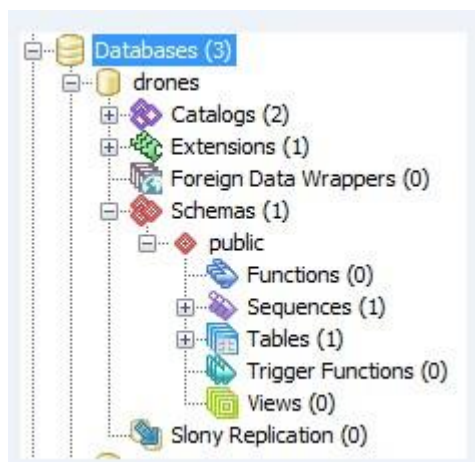 Databases (3)
drones
Catalogs (2)
Extensions (1)
Foreign Data Wrappers (0)
Schemas (1)
public
Functions (0)
Sequences (1)
Tables (1)
Trigger Functions (0)
Views (0)
Slony Replication (0)